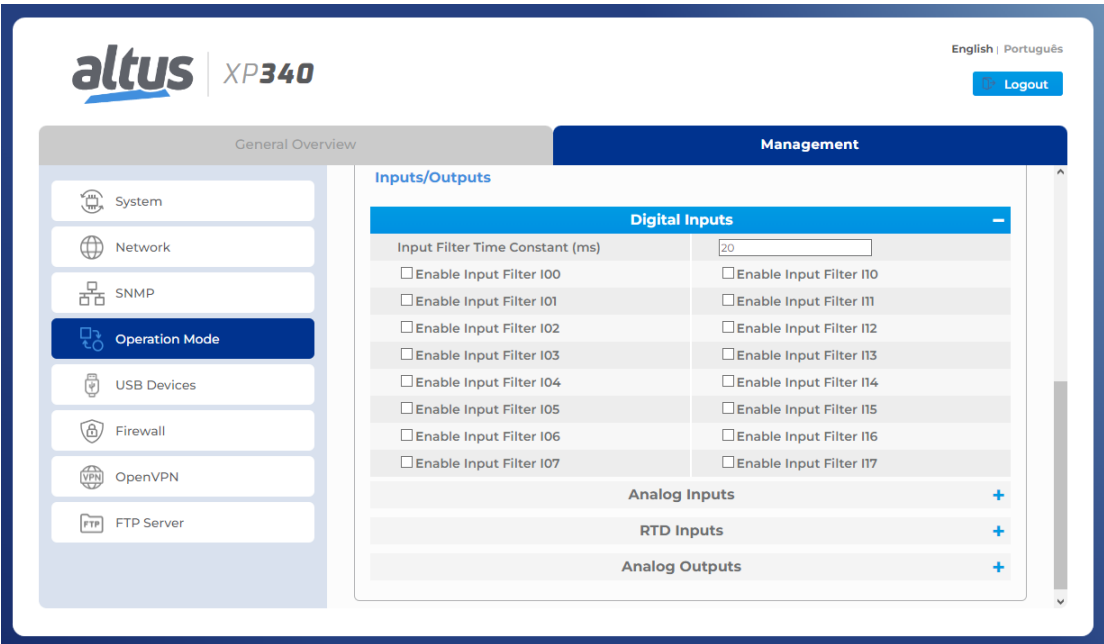 English | Português
altus XP340
Logout
General Overview Management
System
Network
SNMP
Operation Mode
USB Devices
Firewall
VPN OpenVPN
FTP FTP Server
Inputs/Outputs
Digital Inputs −
Input Filter Time Constant (ms) 20
Enable Input Filter I00 Enable Input Filter I10
Enable Input Filter I01 Enable Input Filter I11
Enable Input Filter I02 Enable Input Filter I12
Enable Input Filter I03 Enable Input Filter I13
Enable Input Filter I04 Enable Input Filter I14
Enable Input Filter I05 Enable Input Filter I15
Enable Input Filter I06 Enable Input Filter I16
Enable Input Filter I07 Enable Input Filter I17
Analog Inputs +
RTD Inputs +
Analog Outputs +